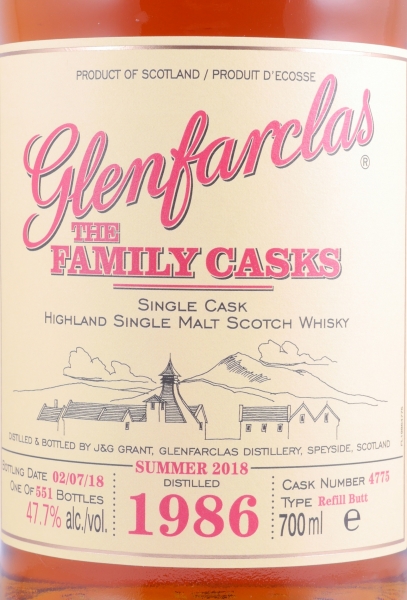 PRODUCT OF SCOTLAND / PRODUIT D'ECOSSE
Glenfarclas®
THE
FAMILY CASKS
SINGLE CASK
HIGHLAND SINGLE MALT SCOTCH WHISKY
DISTILLED & BOTTLED BY J&G GRANT, GLENFARCLAS DISTILLERY, SPEYSIDE, SCOTLAND
BOTTLING DATE 02/07/18
ONE OF 551 BOTTLES
47.7% alc./vol.
SUMMER 2018
DISTILLED
1986
CASK NUMBER 4775
TYPE Refill Butt
700 ml e